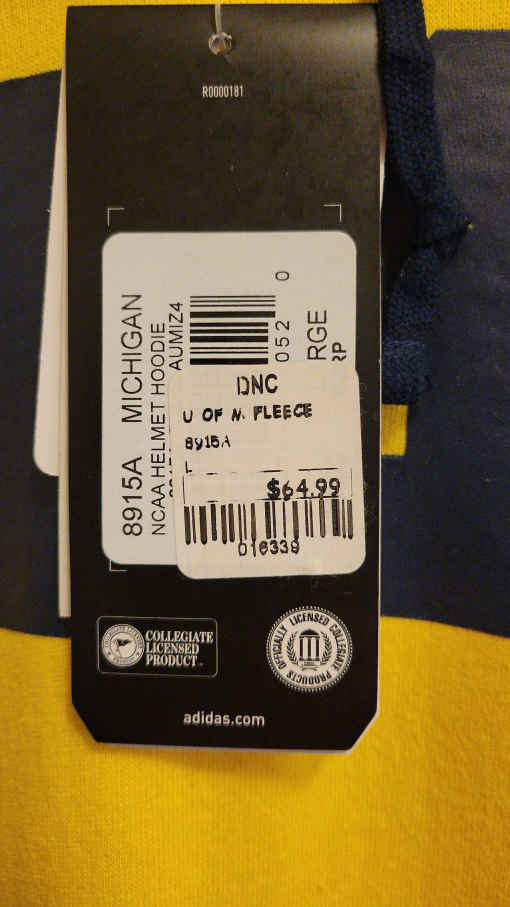 R0000181
8915A MICHIGAN
NCAA HELMET HOODIE
AUMIZ4
052 0
DNC
U OF M FLEECE
8915A
L
$64.99
016339
COLLEGIATE
LICENSED
PRODUCT
OFFICIALLY LICENSED COLLEGIATE PRODUCTS
adidas.com